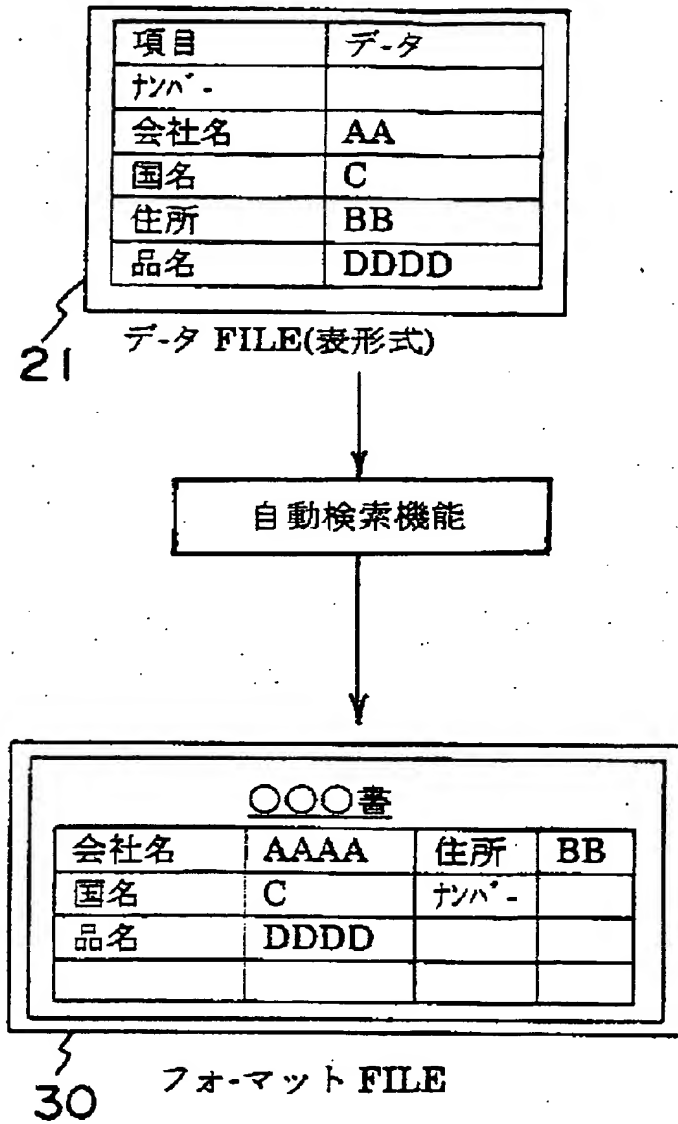 項目 データ
ﾅﾝﾊﾞｰ
会社名 AA
国名 C
住所 BB
品名 DDDD
21
データ FILE(表形式)
自動検索機能
○○○書
会社名 AAAA 住所 BB
国名 C ﾅﾝﾊﾞｰ
品名 DDDD
30
フォーマット FILE